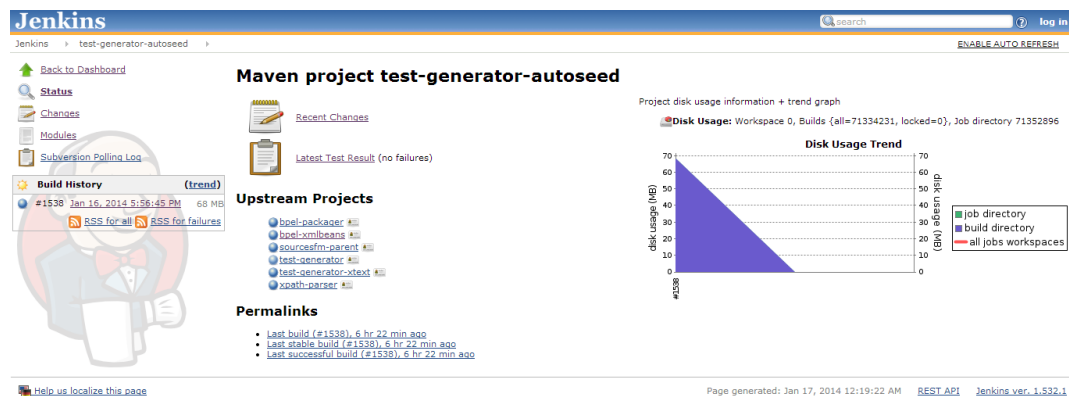 Jenkins
search
log in
Jenkins test-generator-autoseed
ENABLE AUTO REFRESH
Back to Dashboard
Status
Changes
Modules
Subversion Polling Log
Build History (trend)
#1538 Jan 16, 2014 5:56:45 PM 68 MB
RSS for all RSS for failures
Maven project test-generator-autoseed
Recent Changes
Latest Test Result (no failures)
Upstream Projects
bpel-packager
bpel-xmlbeans
sourcesfm-parent
test-generator
test-generator-xtext
xpath-parser
Permalinks
Last build (#1538), 6 hr 22 min ago
Last stable build (#1538), 6 hr 22 min ago
Last successful build (#1538), 6 hr 22 min ago
Project disk usage information + trend graph
Disk Usage: Workspace 0, Builds {all=71334231, locked=0}, Job directory 71352896
Disk Usage Trend
disk usage (MB)
70
60
50
40
30
20
10
0
#1538
70
60
50
40
30
20
10
0
disk usage (MB)
job directory
build directory
all jobs workspaces
Help us localize this page
Page generated: Jan 17, 2014 12:19:22 AM REST API Jenkins ver. 1.532.1